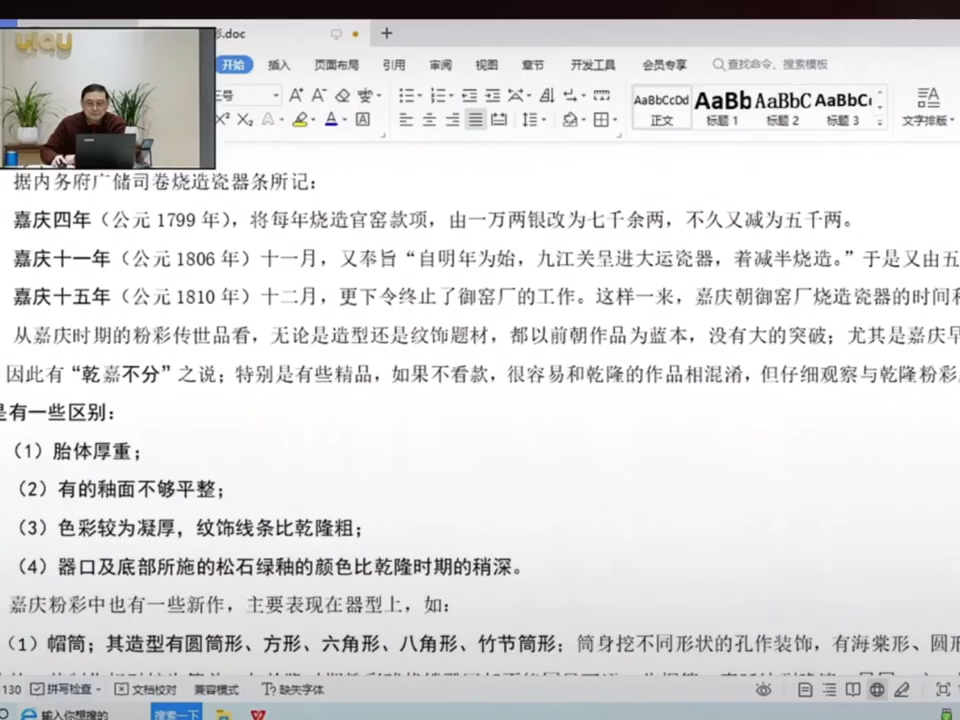 yiqu
.doc
+
开始 插入 页面布局 引用 审阅 视图 章节 开发工具 会员专享 查找命令、搜索模板
三号
AaBbCcDd AaBb AaBbC AaBbC
正文 标题 1 标题 2 标题 3 文字排版
据内务府广储司卷烧造瓷器条所记：
嘉庆四年（公元 1799 年），将每年烧造官窑款项，由一万两银改为七千余两，不久又减为五千两。
嘉庆十一年（公元 1806 年）十一月，又奉旨“自明年为始，九江关呈进大运瓷器，着减半烧造。”于是又由五
嘉庆十五年（公元 1810 年）十二月，更下令终止了御窑厂的工作。这样一来，嘉庆朝御窑厂烧造瓷器的时间和
从嘉庆时期的粉彩传世品看，无论是造型还是纹饰题材，都以前朝作品为蓝本，没有大的突破；尤其是嘉庆早
因此有“乾嘉不分”之说；特别是有些精品，如果不看款，很容易和乾隆的作品相混淆，但仔细观察与乾隆粉彩
是有一些区别：
（1）胎体厚重；
（2）有的釉面不够平整；
（3）色彩较为凝厚，纹饰线条比乾隆粗；
（4）器口及底部所施的松石绿釉的颜色比乾隆时期的稍深。
嘉庆粉彩中也有一些新作，主要表现在器型上，如：
（1）帽筒；其造型有圆筒形、方形、六角形、八角形、竹节筒形；筒身挖不同形状的孔作装饰，有海棠形、圆形
130 拼写检查 文档校对 兼容模式 缺失字体
输入你想搜的 搜索一下